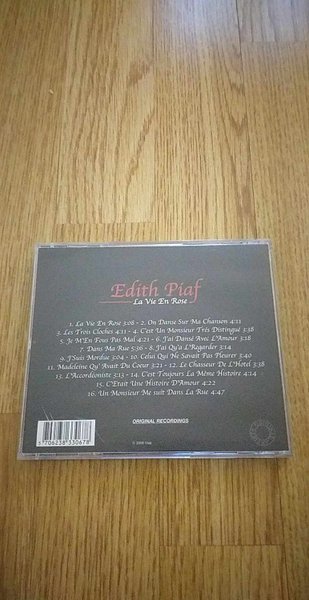 Edith Piaf
La Vie En Rose
1. La Vie En Rose 3:08 - 2. On Danse Sur Ma Chanson 4:11
3. Les Trois Cloches 4:11 - 4. C'est Un Monsieur Très Distingué 3:38
5. Je M'En Fous Pas Mal 4:21 - 6. J'ai Dansé Avec L'Amour 3:18
7. Dans Ma Rue 5:36 - 8. J'ai Qu'a L'Regarder 3:14
9. J'Suis Mordue 3:04 - 10. Celui Qui Ne Savait Pas Pleurer 3:40
11. Madeleine Qu' Avait Du Coeur 3:21 - 12. Le Chasseur De L'Hotel 3:38
13. L'Accordeoniste 3:13 - 14. C'est Toujours La Même Histoire 4:14
15. C'Etait Une Histoire D'Amour 4:22
16. Un Monsieur Me suit Dans La Rue 4:47
ORIGINAL RECORDINGS
5 706238 330678